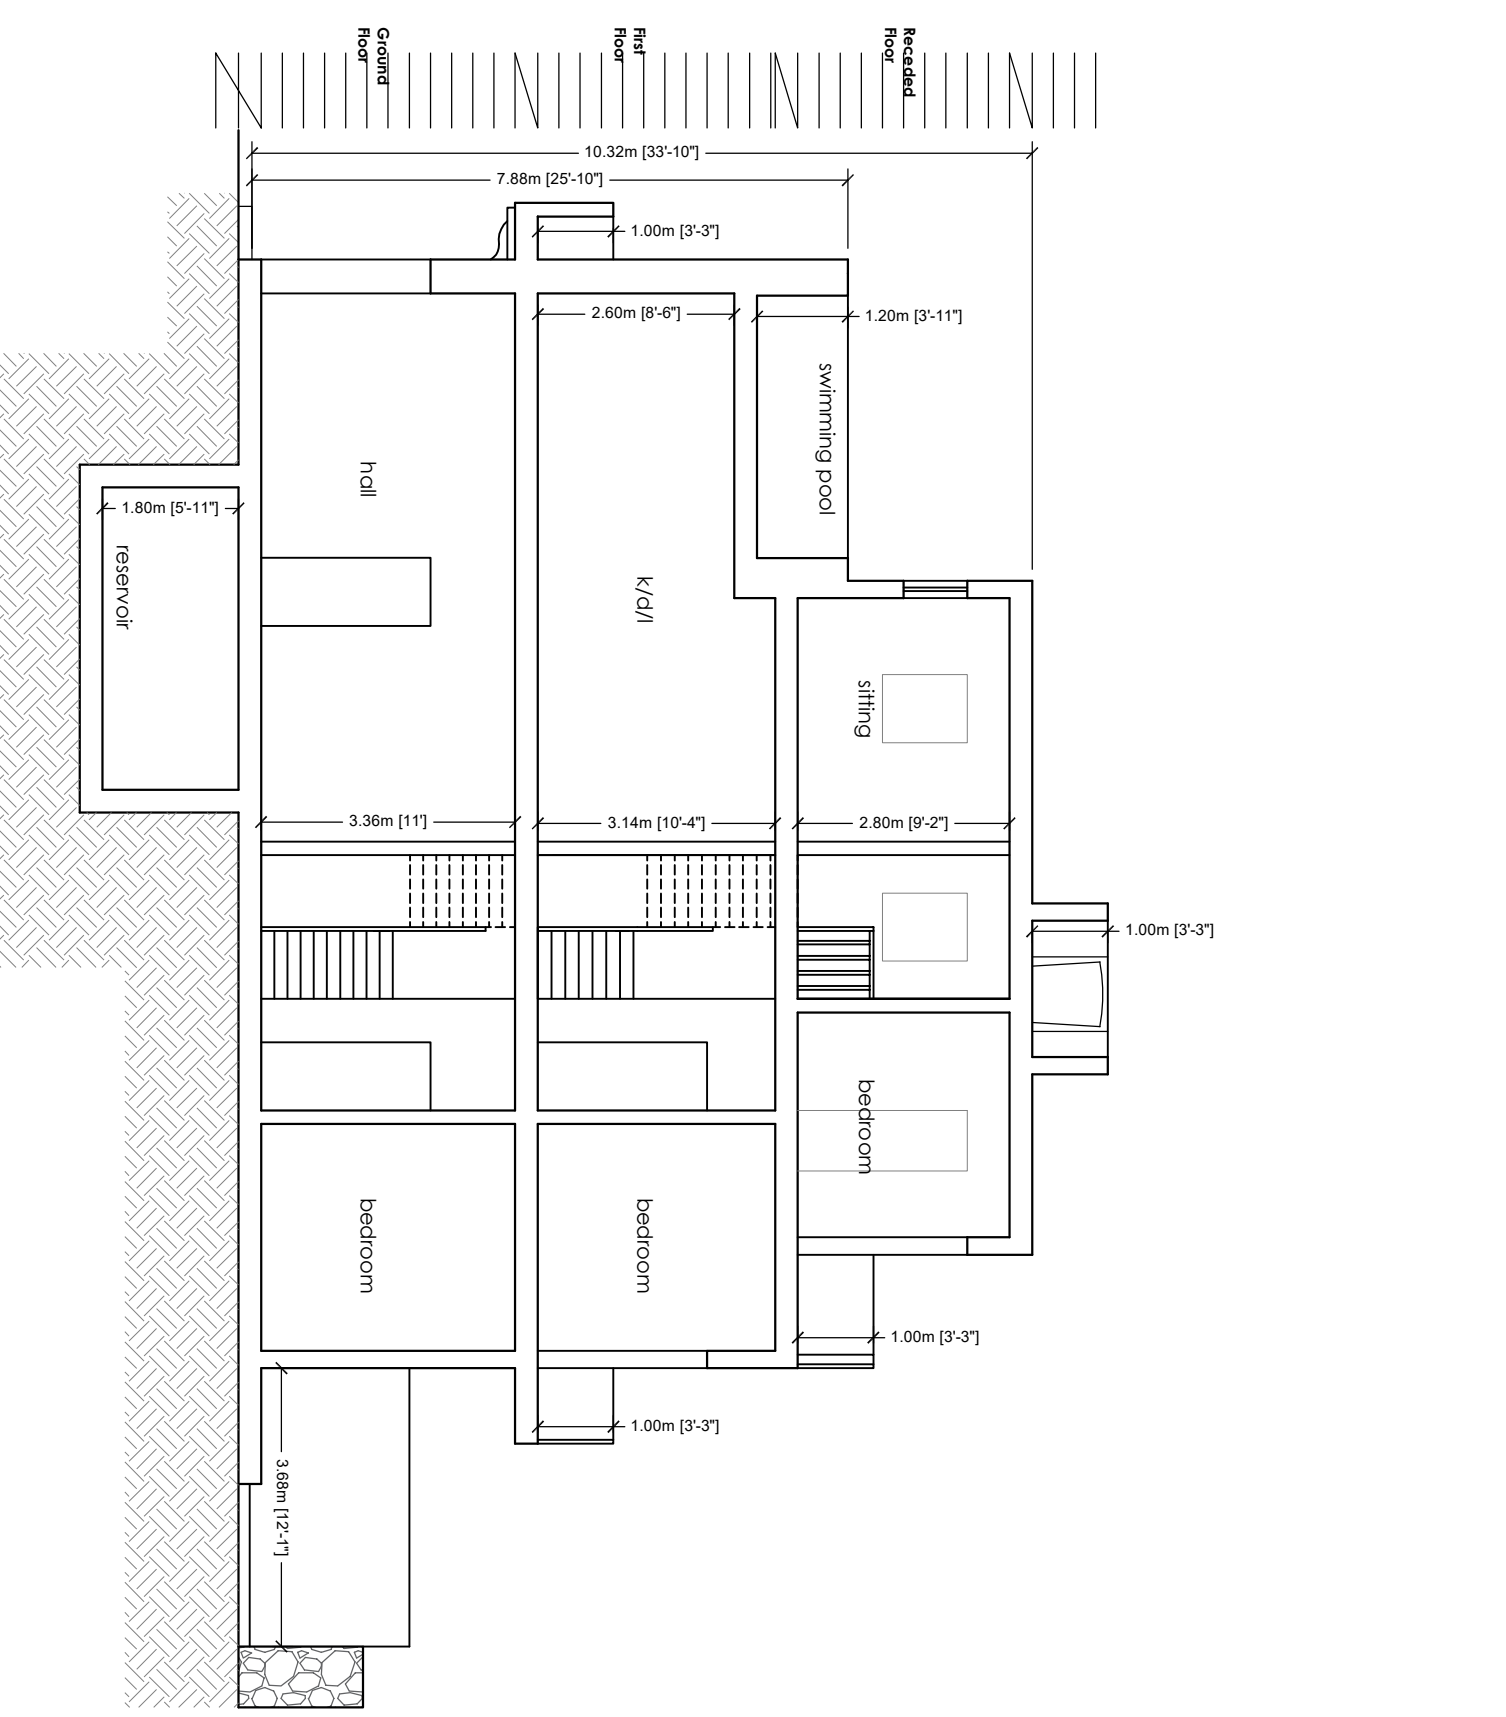 Ground
Floor
First
Floor
Receded
Floor
10.32m [33'-10"]
7.88m [25'-10"]
1.00m [3'-3"]
2.60m [8'-6"]
1.20m [3'-11"]
swimming pool
hall
1.80m [5'-11"]
reservoir
k/d/l
sitting
3.36m [11']
3.14m [10'-4"]
2.80m [9'-2"]
1.00m [3'-3"]
bedroom
bedroom
bedroom
1.00m [3'-3"]
1.00m [3'-3"]
3.68m [12'-1"]